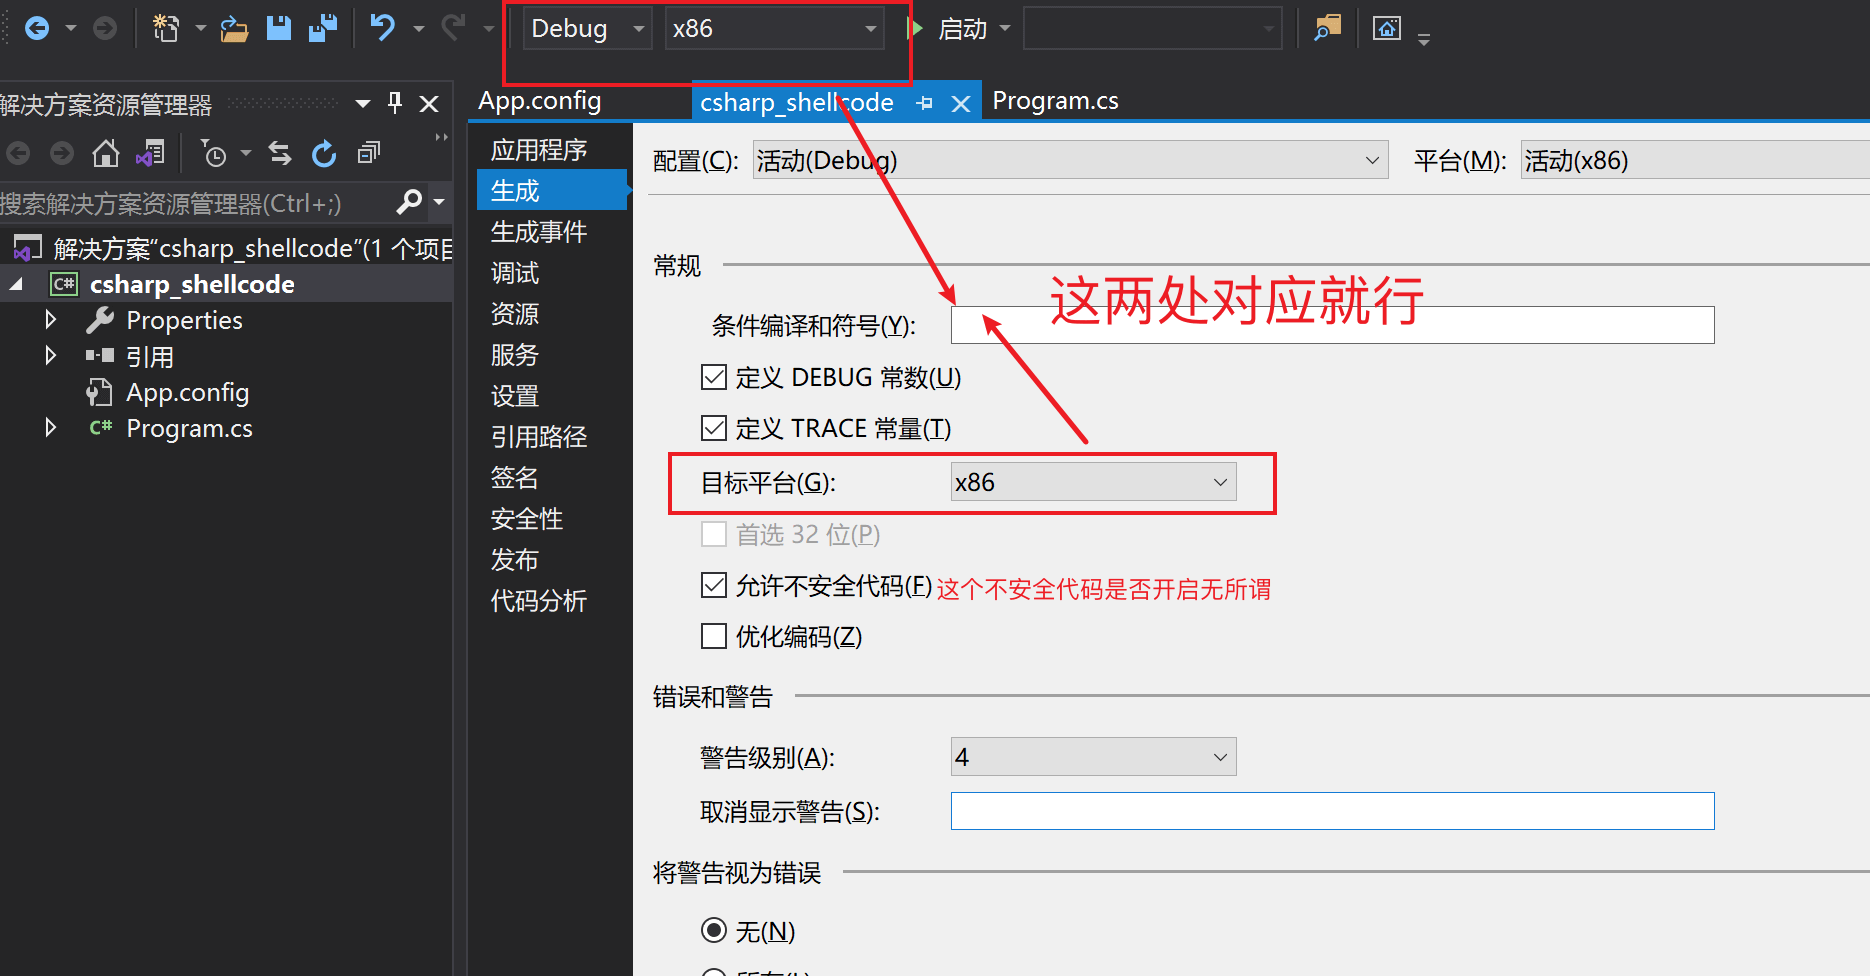 Debug x86 启动
解决方案资源管理器
App.config csharp_shellcode Program.cs
搜索解决方案资源管理器(Ctrl+;)
解决方案“csharp_shellcode”(1 个项目
csharp_shellcode
Properties
引用
App.config
C# Program.cs
应用程序
生成
生成事件
调试
资源
服务
设置
引用路径
签名
安全性
发布
代码分析
配置(C): 活动(Debug) 平台(M): 活动(x86)
常规
这两处对应就行
条件编译和符号(Y):
定义 DEBUG 常数(U)
定义 TRACE 常量(T)
目标平台(G): x86
首选 32 位(P)
允许不安全代码(F) 这个不安全代码是否开启无所谓
优化编码(Z)
错误和警告
警告级别(A): 4
取消显示警告(S):
将警告视为错误
无(N)